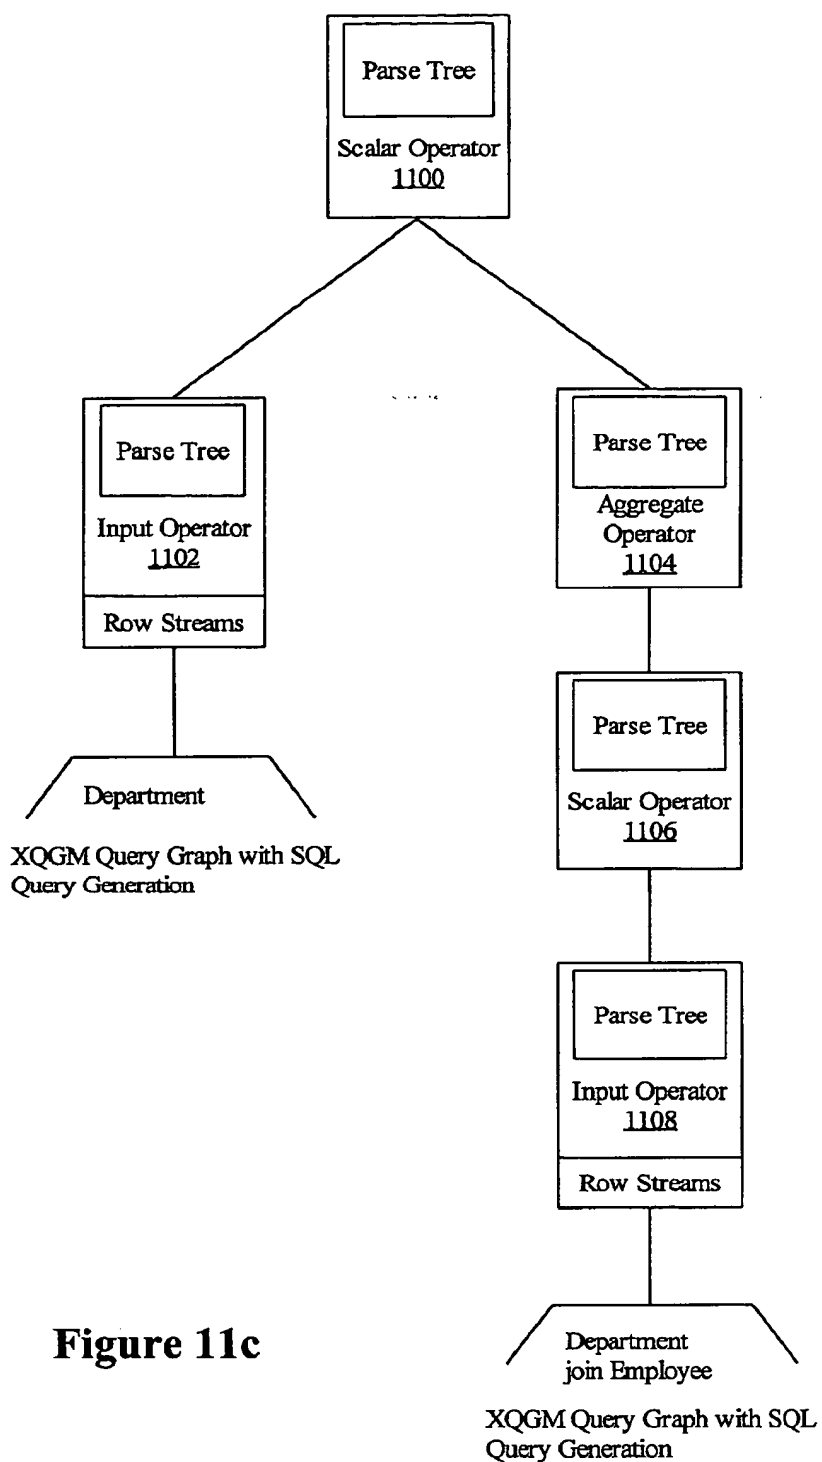 Parse Tree
Scalar Operator
1100
Parse Tree
Input Operator
1102
Row Streams
Department
XQGM Query Graph with SQL
Query Generation
Parse Tree
Aggregate
Operator
1104
Parse Tree
Scalar Operator
1106
Parse Tree
Input Operator
1108
Row Streams
Department
join Employee
XQGM Query Graph with SQL
Query Generation
Figure 11c